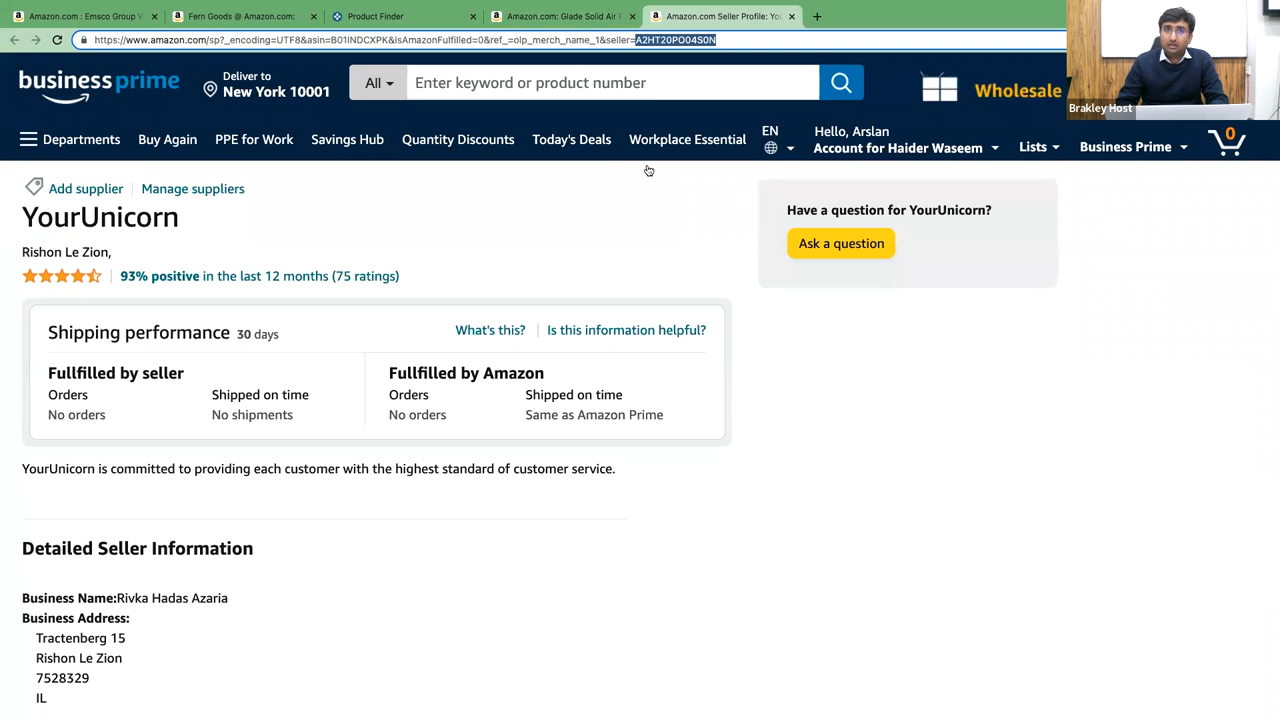 Amazon.com : Emsco Group V
Fern Goods @ Amazon.com:
Product Finder
Amazon.com: Glade Solid Air F
Amazon.com Seller Profile: You
https://www.amazon.com/sp?_encoding=UTF8&asin=B01INDCXPK&isAmazonFulfilled=0&ref_=olp_merch_name_1&seller=A2HT20PO04S0N
Brakley Host
business prime
Deliver to
New York 10001
All
Enter keyword or product number
Wholesale
Departments
Buy Again
PPE for Work
Savings Hub
Quantity Discounts
Today's Deals
Workplace Essential
EN
Hello, Arslan
Account for Haider Waseem
Lists
Business Prime
0
Add supplier
Manage suppliers
YourUnicorn
Rishon Le Zion,
93% positive in the last 12 months (75 ratings)
Have a question for YourUnicorn?
Ask a question
Shipping performance 30 days
What's this?
Is this information helpful?
Fullfilled by seller
Orders
Shipped on time
No orders
No shipments
Fullfilled by Amazon
Orders
Shipped on time
No orders
Same as Amazon Prime
YourUnicorn is committed to providing each customer with the highest standard of customer service.
Detailed Seller Information
Business Name:Rivka Hadas Azaria
Business Address:
Tractenberg 15
Rishon Le Zion
7528329
IL